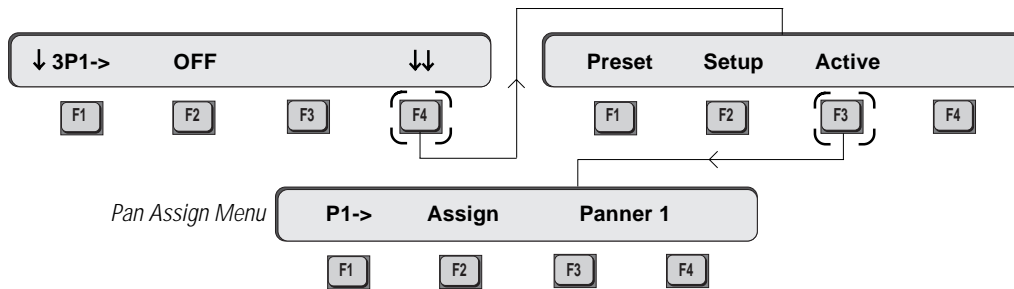 ↓ 3P1-> OFF ↓↓
F1 F2 F3 F4
Preset Setup Active
F1 F2 F3 F4
Pan Assign Menu
P1-> Assign Panner 1
F1 F2 F3 F4